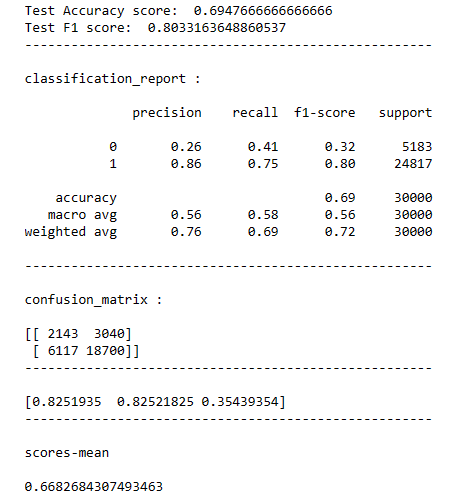 Test Accuracy score:  0.6947666666666666
Test F1 score:  0.8033163648860537
------------------------------------------------------
classification_report :
              precision    recall  f1-score   support
           0       0.26      0.41      0.32      5183
           1       0.86      0.75      0.80     24817
    accuracy                           0.69     30000
   macro avg       0.56      0.58      0.56     30000
weighted avg       0.76      0.69      0.72     30000
------------------------------------------------------
confusion_matrix :
[[ 2143  3040]
 [ 6117 18700]]
------------------------------------------------------
[0.8251935  0.82521825 0.35439354]
------------------------------------------------------
scores-mean
0.6682684307493463